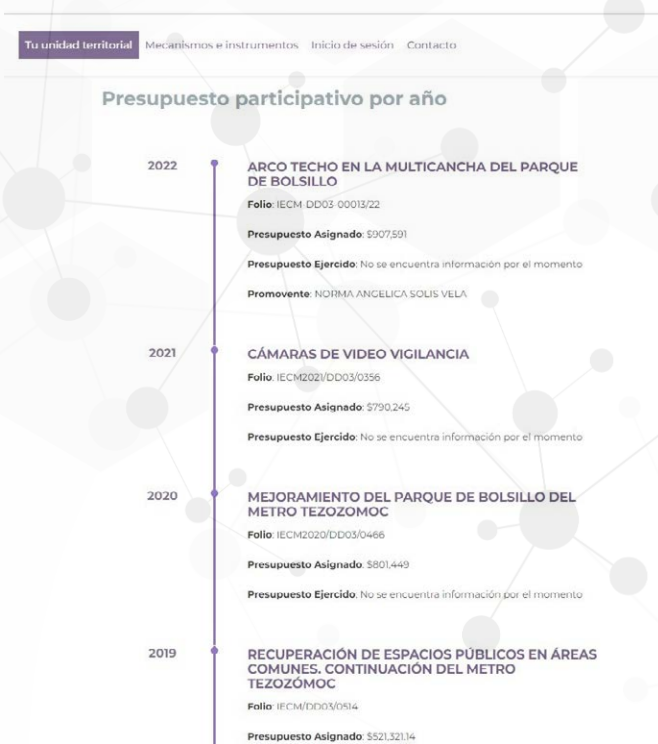 Tu unidad territorial Mecanismos e instrumentos Inicio de sesión Contacto
Presupuesto participativo por año
2022
ARCO TECHO EN LA MULTICANCHA DEL PARQUE
DE BOLSILLO
Folio: IECM-DD03-00013/22
Presupuesto Asignado: $907,591
Presupuesto Ejercido: No se encuentra información por el momento
Promovente: NORMA ANGELICA SOLIS VELA
2021
CÁMARAS DE VIDEO VIGILANCIA
Folio: IECM2021/DD03/0356
Presupuesto Asignado: $790,245
Presupuesto Ejercido: No se encuentra información por el momento
2020
MEJORAMIENTO DEL PARQUE DE BOLSILLO DEL
METRO TEZOZOMOC
Folio: IECM2020/DD03/0466
Presupuesto Asignado: $801,449
Presupuesto Ejercido: No se encuentra información por el momento
2019
RECUPERACIÓN DE ESPACIOS PÚBLICOS EN ÁREAS
COMUNES. CONTINUACIÓN DEL METRO
TEZOZÓMOC
Folio: IECM/DD03/0514
Presupuesto Asignado: $521,321.14